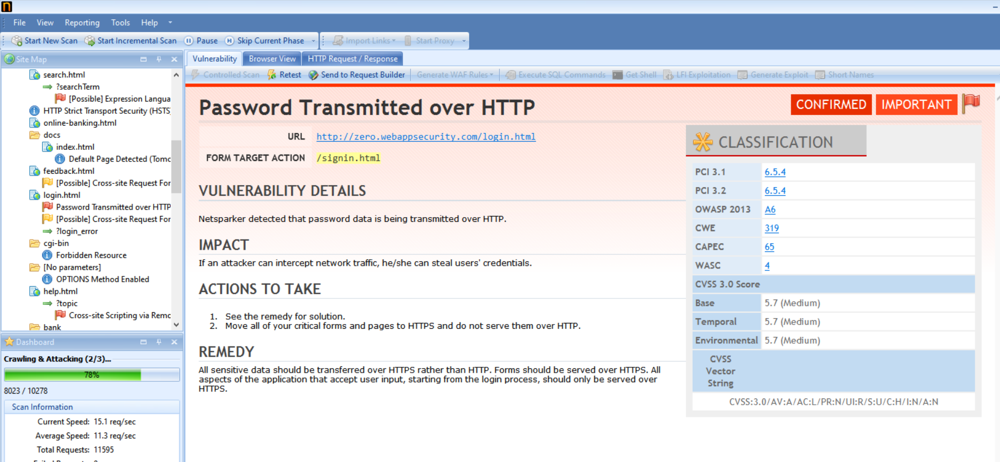 n
File View Reporting Tools Help
Start New Scan Start Incremental Scan Pause Skip Current Phase Import Links Start Proxy
Site Map
search.html
?searchTerm
[Possible] Expression Langua
HTTP Strict Transport Security (HSTS)
online-banking.html
docs
index.html
Default Page Detected (Tomc
feedback.html
[Possible] Cross-site Request For
login.html
Password Transmitted over HTTP
[Possible] Cross-site Request For
?login_error
cgi-bin
Forbidden Resource
[No parameters]
OPTIONS Method Enabled
help.html
?topic
Cross-site Scripting via Remo
bank
Dashboard
Crawling & Attacking (2/3)...
78%
8023 / 10278
Scan Information
Current Speed: 15.1 req/sec
Average Speed: 11.3 req/sec
Total Requests: 11595
Vulnerability Browser View HTTP Request / Response
Controlled Scan Retest Send to Request Builder Generate WAF Rules Execute SQL Commands Get Shell LFI Exploitation Generate Exploit Short Names
Password Transmitted over HTTP
CONFIRMED IMPORTANT
URL http://zero.webappsecurity.com/login.html
FORM TARGET ACTION /signin.html
VULNERABILITY DETAILS
Netsparker detected that password data is being transmitted over HTTP.
IMPACT
If an attacker can intercept network traffic, he/she can steal users' credentials.
ACTIONS TO TAKE
1. See the remedy for solution.
2. Move all of your critical forms and pages to HTTPS and do not serve them over HTTP.
REMEDY
All sensitive data should be transferred over HTTPS rather than HTTP. Forms should be served over HTTPS. All
aspects of the application that accept user input, starting from the login process, should only be served over
HTTPS.
CLASSIFICATION
PCI 3.1 6.5.4
PCI 3.2 6.5.4
OWASP 2013 A6
CWE 319
CAPEC 65
WASC 4
CVSS 3.0 Score
Base 5.7 (Medium)
Temporal 5.7 (Medium)
Environmental 5.7 (Medium)
CVSS
Vector
String
CVSS:3.0/AV:A/AC:L/PR:N/UI:R/S:U/C:H/I:N/A:N